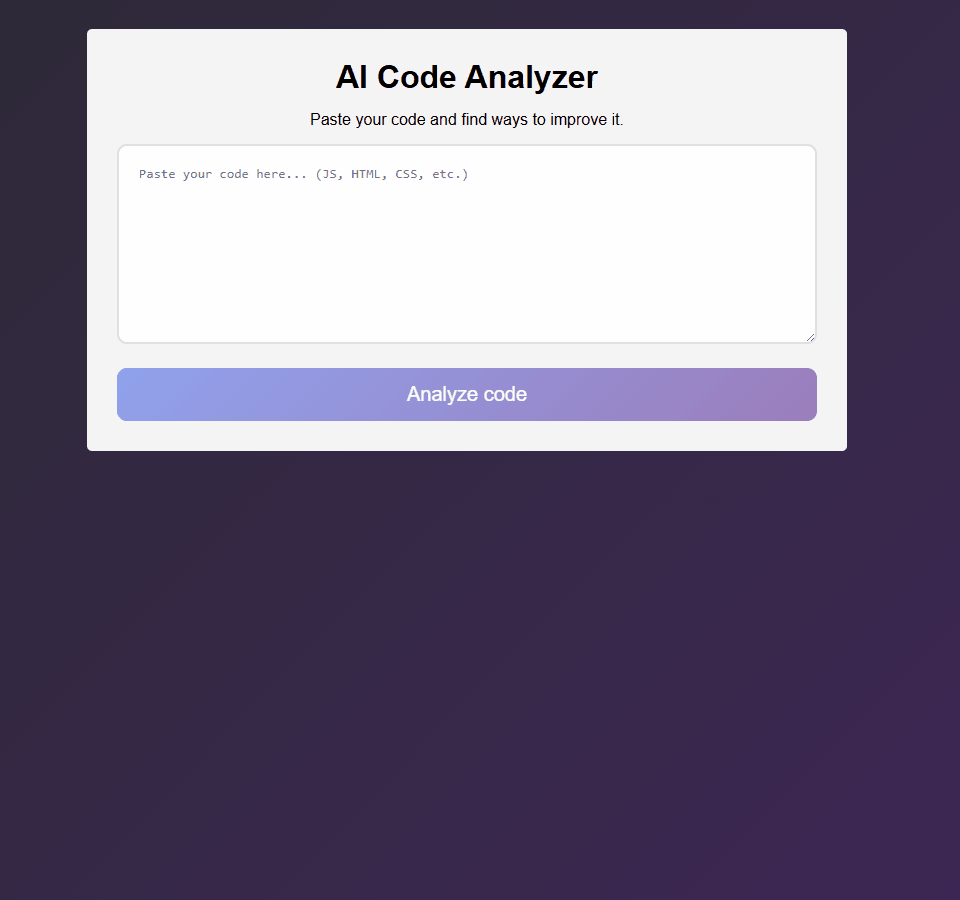 AI Code Analyzer
Paste your code and find ways to improve it.
Paste your code here... (JS, HTML, CSS, etc.)
Analyze code